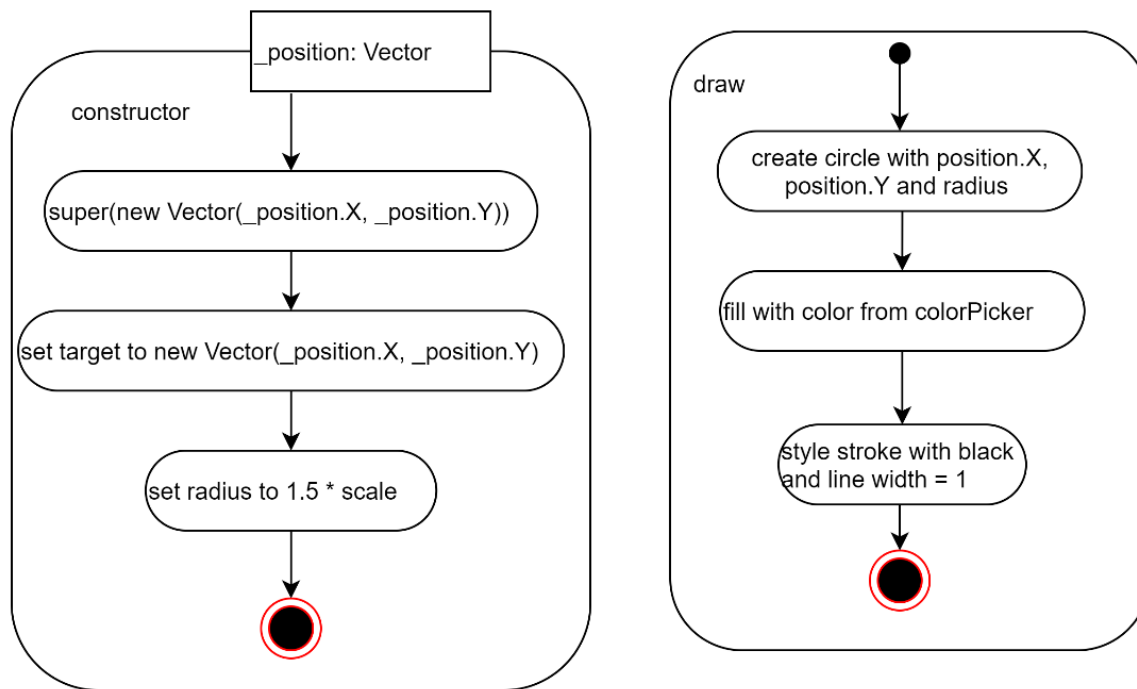 _position: Vector
constructor
super(new Vector(_position.X, _position.Y))
set target to new Vector(_position.X, _position.Y)
set radius to 1.5 * scale
draw
create circle with position.X,
position.Y and radius
fill with color from colorPicker
style stroke with black
and line width = 1